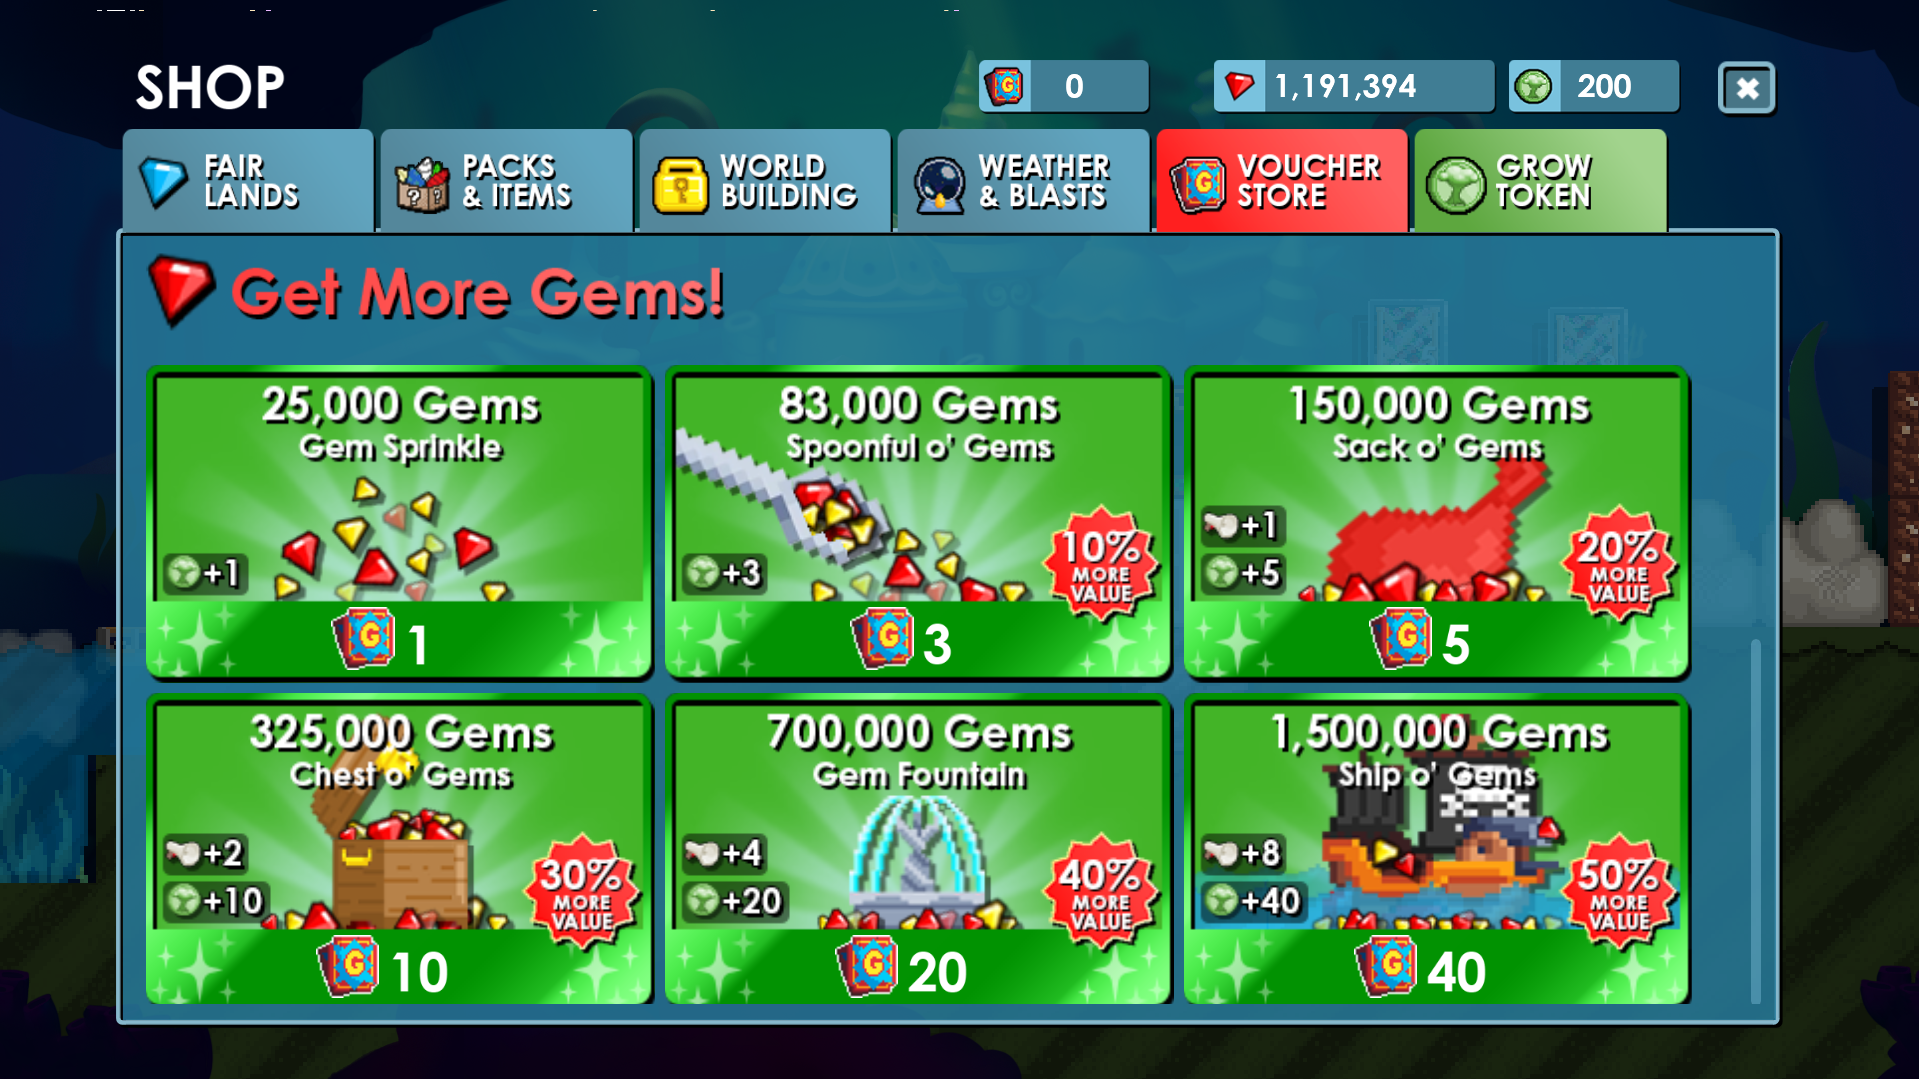 SHOP
0
1,191,394
200
FAIR
LANDS
PACKS
& ITEMS
WORLD
BUILDING
WEATHER
& BLASTS
VOUCHER
STORE
GROW
TOKEN
Get More Gems!
25,000 Gems
Gem Sprinkle
+1
1
83,000 Gems
Spoonful o' Gems
+3
10%
MORE
VALUE
3
150,000 Gems
Sack o' Gems
+1
+5
20%
MORE
VALUE
5
325,000 Gems
Chest o' Gems
+2
+10
30%
MORE
VALUE
10
700,000 Gems
Gem Fountain
+4
+20
40%
MORE
VALUE
20
1,500,000 Gems
Ship o' Gems
+8
+40
50%
MORE
VALUE
40